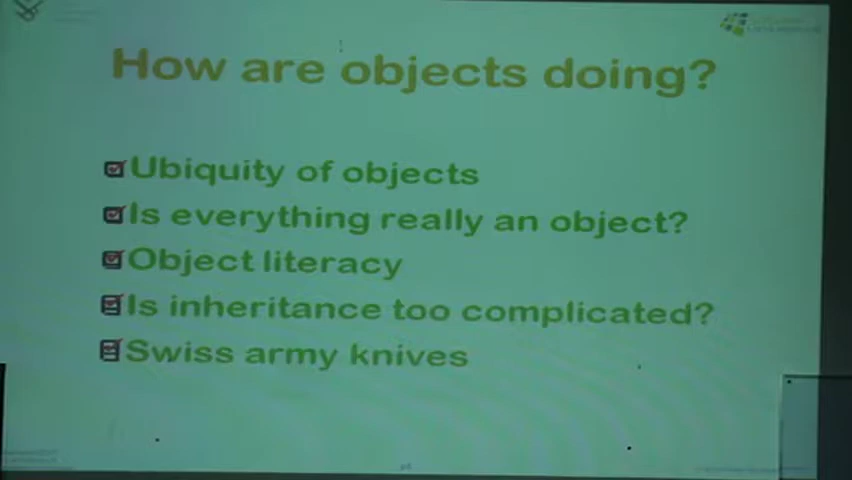 How are objects doing?
Ubiquity of objects
Is everything really an object?
Object literacy
Is inheritance too complicated?
Swiss army knives